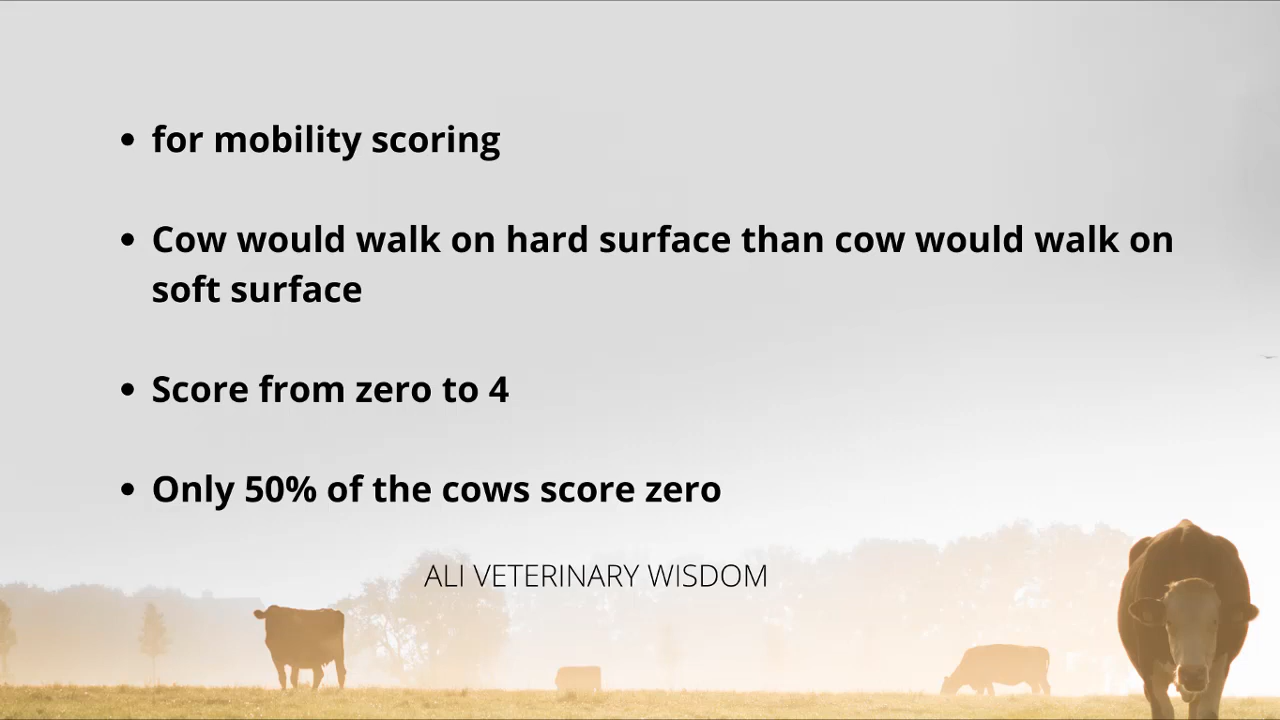 • for mobility scoring
• Cow would walk on hard surface than cow would walk on
soft surface
• Score from zero to 4
• Only 50% of the cows score zero
ALI VETERINARY WISDOM